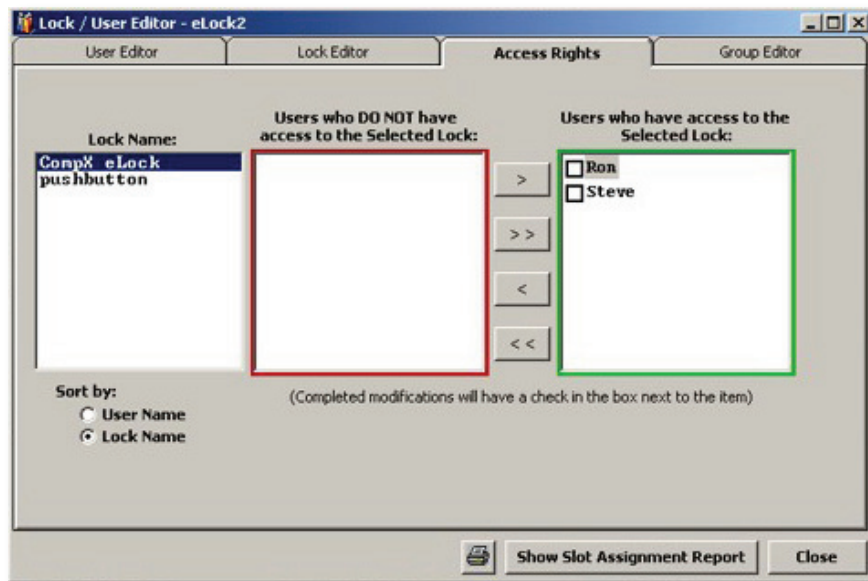 Lock / User Editor - eLock2
User Editor
Lock Editor
Access Rights
Group Editor
Lock Name:
CompX eLock
pushbutton
Users who DO NOT have
access to the Selected Lock:
>
> >
<
< <
Users who have access to the
Selected Lock:
Ron
Steve
Sort by:
User Name
Lock Name
(Completed modifications will have a check in the box next to the item)
Show Slot Assignment Report
Close